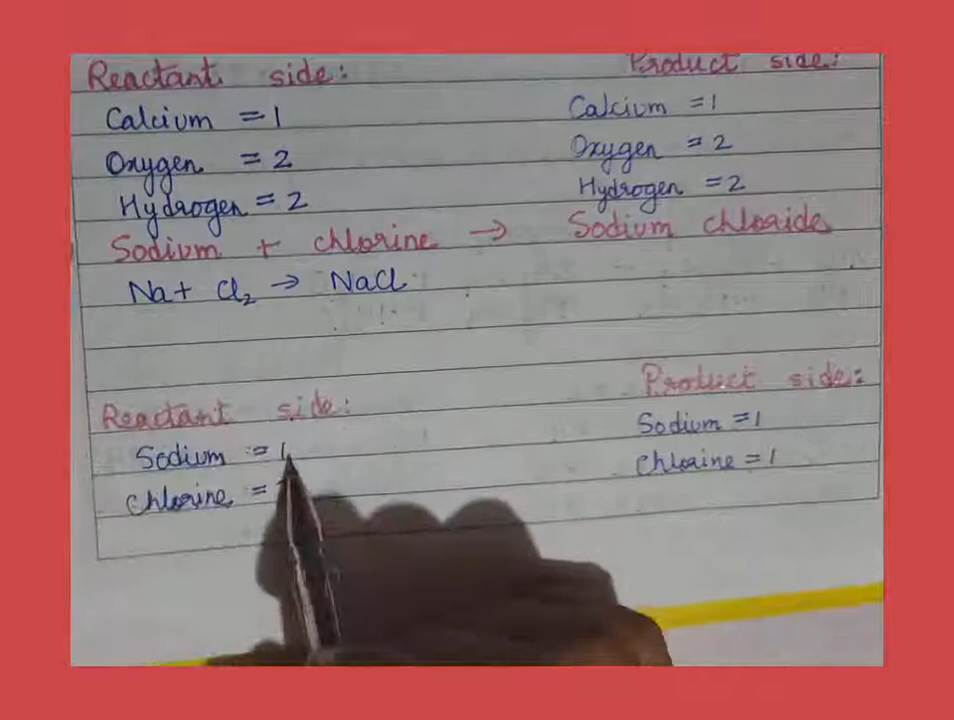 Reactant side: Product side:
Calcium = 1 Calcium = 1
Oxygen = 2 Oxygen = 2
Hydrogen = 2 Hydrogen = 2
Sodium + chlorine → Sodium chloride
Na + Cl₂ → NaCl
Reactant side: Product side:
Sodium = 1 Sodium = 1
Chlorine = Chlorine = 1